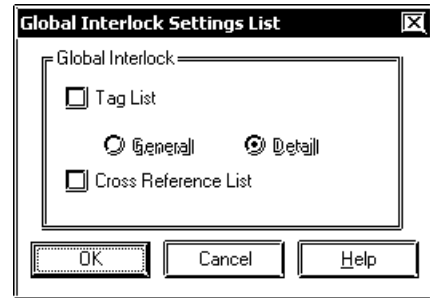 Global Interlock Settings List
Global Interlock
Tag List
General Detail
Cross Reference List
OK Cancel Help